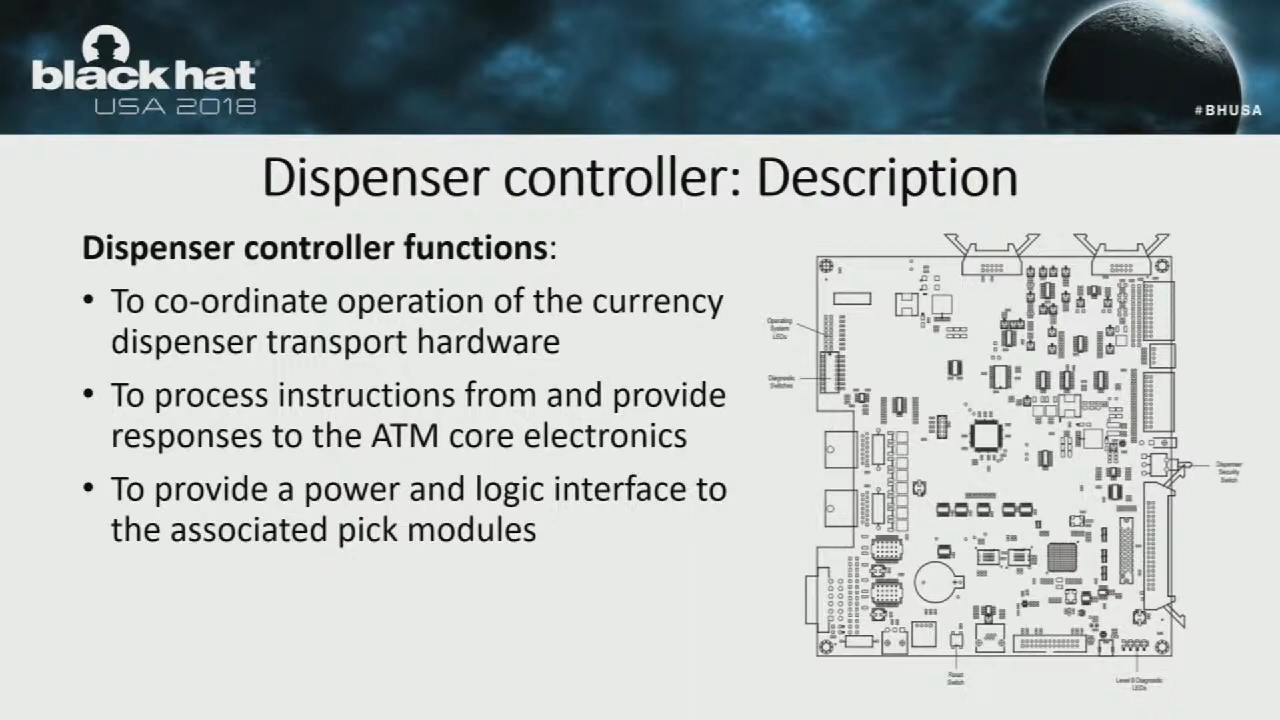 black hat
USA 2018
#BHUSA
Dispenser controller: Description
Dispenser controller functions:
• To co-ordinate operation of the currency
dispenser transport hardware
• To process instructions from and provide
responses to the ATM core electronics
• To provide a power and logic interface to
the associated pick modules
Operating
System
LEDs
Diagnostic
Switches
Dispenser
Security
Switch
Reset
Switch
Level 0 Diagnostic
LEDs